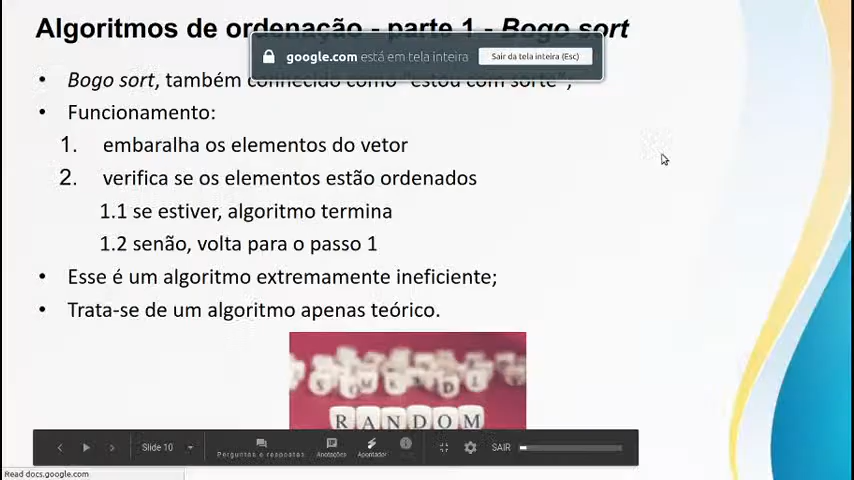 Algoritmos de ordenação - parte 1 - Bogo sort
google.com está em tela inteira
Sair da tela inteira (Esc)
• Bogo sort, também conhecido como "estou com sorte";
• Funcionamento:
1. embaralha os elementos do vetor
2. verifica se os elementos estão ordenados
1.1 se estiver, algoritmo termina
1.2 senão, volta para o passo 1
• Esse é um algoritmo extremamente ineficiente;
• Trata-se de um algoritmo apenas teórico.
RANDOM
Slide 10
Perguntas e respostas
Anotações
Apontador
SAIR
Read docs.google.com